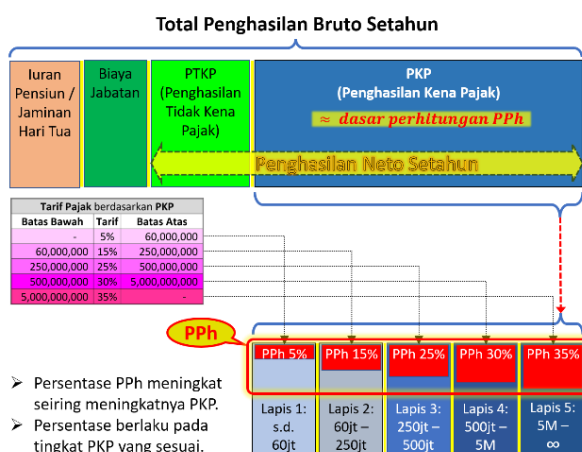 Total Penghasilan Bruto Setahun
Iuran
Pensiun /
Jaminan
Hari Tua
Biaya
Jabatan
PTKP
(Penghasilan
Tidak Kena
Pajak)
PKP
(Penghasilan Kena Pajak)
≈ dasar perhitungan PPh
Penghasilan Neto Setahun
Tarif Pajak berdasarkan PKP
Batas Bawah Tarif Batas Atas
- 5% 60,000,000
60,000,000 15% 250,000,000
250,000,000 25% 500,000,000
500,000,000 30% 5,000,000,000
5,000,000,000 35% -
PPh
PPh 5% PPh 15% PPh 25% PPh 30% PPh 35%
Lapis 1:
s.d.
60jt
Lapis 2:
60jt –
250jt
Lapis 3:
250jt –
500jt
Lapis 4:
500jt –
5M
Lapis 5:
5M –
∞
➢ Persentase PPh meningkat
seiring meningkatnya PKP.
➢ Persentase berlaku pada
tingkat PKP yang sesuai.